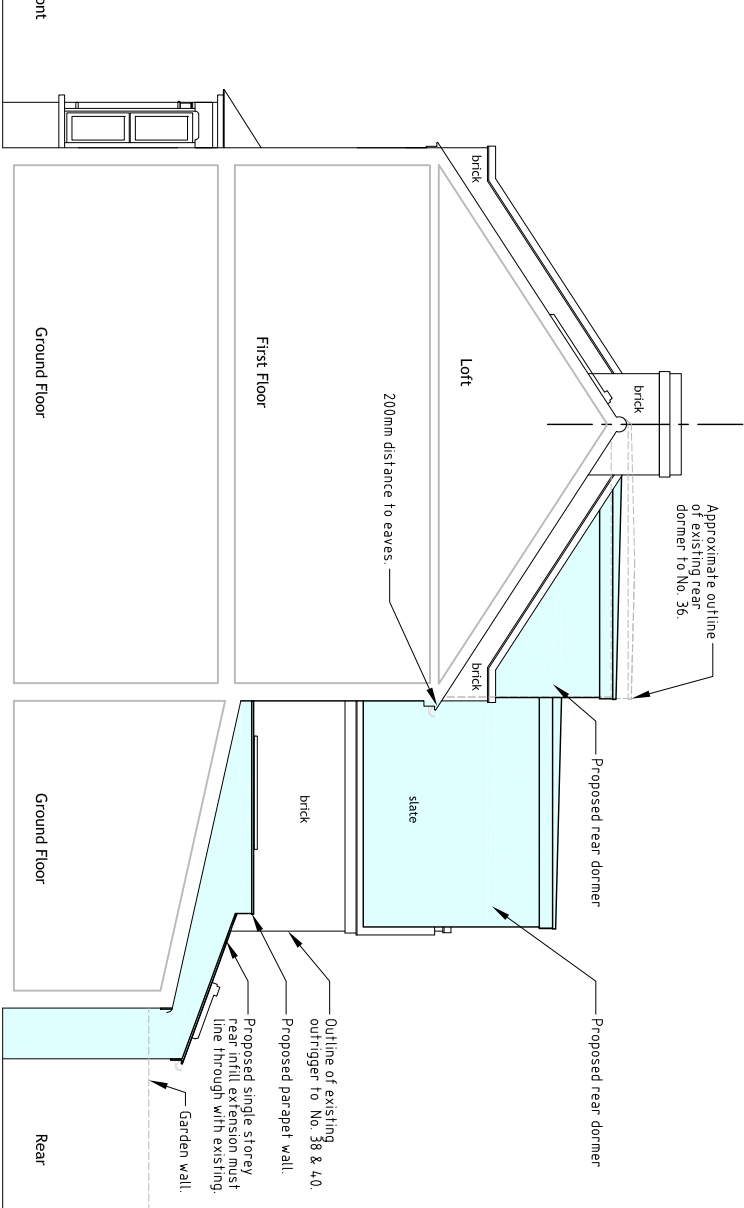 Approximate outline
of existing rear
dormer to No. 36.
brick
brick
brick
Loft
Proposed rear dormer
Proposed rear dormer
200mm distance to eaves.
slate
First Floor
brick
Outline of existing
outrigger to No. 38 & 40.
Proposed parapet wall.
Proposed single storey
rear infill extension must
line through with existing.
Garden wall.
ont
Ground Floor
Ground Floor
Rear